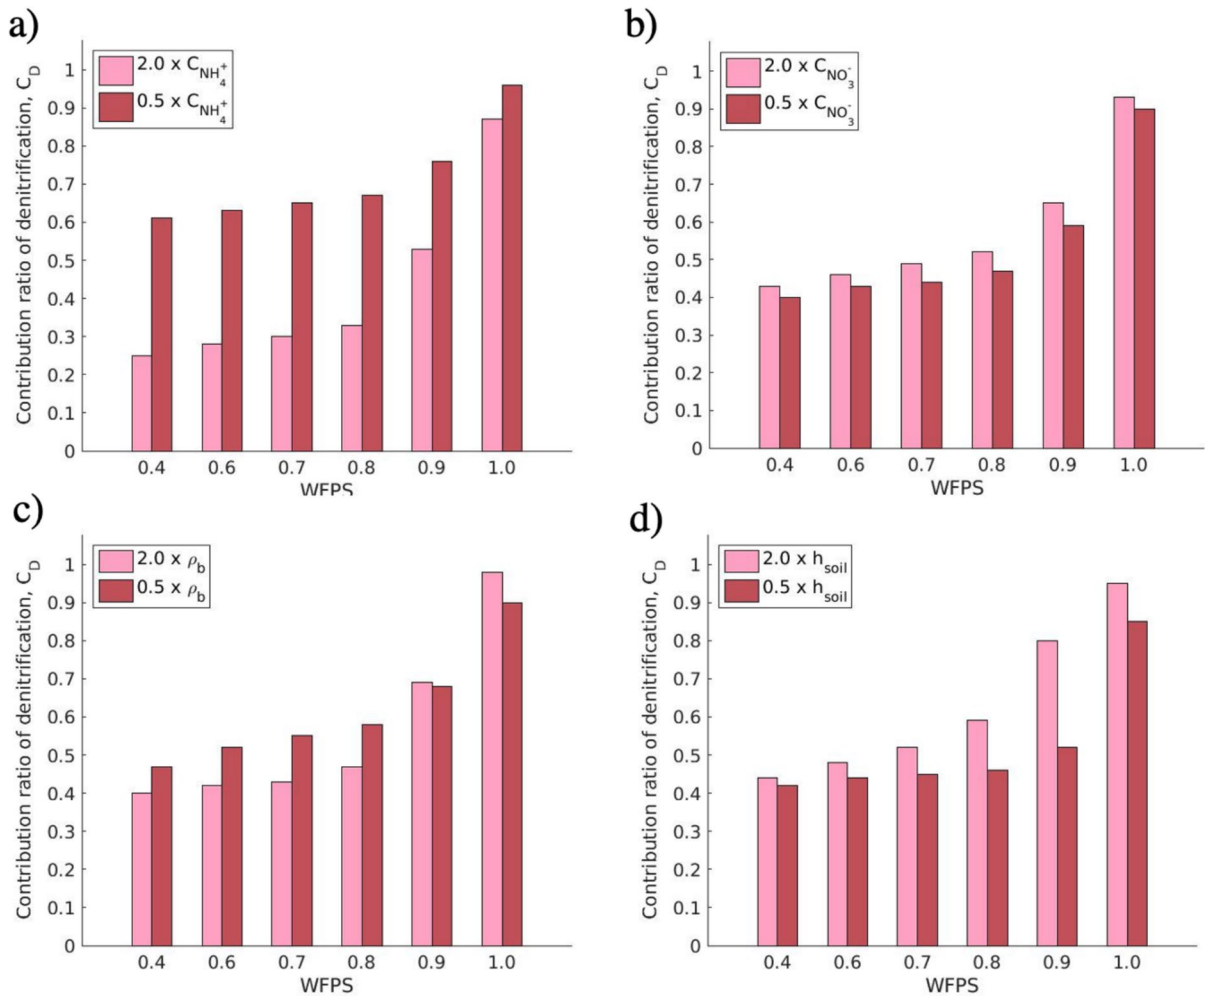 a)
2.0 x C_NH₄⁺
0.5 x C_NH₄⁺
Contribution ratio of denitrification, C_D
1
0.9
0.8
0.7
0.6
0.5
0.4
0.3
0.2
0.1
0
0.4 0.6 0.7 0.8 0.9 1.0
WFPS
b)
2.0 x C_NO₃⁻
0.5 x C_NO₃⁻
Contribution ratio of denitrification, C_D
1
0.9
0.8
0.7
0.6
0.5
0.4
0.3
0.2
0.1
0
0.4 0.6 0.7 0.8 0.9 1.0
WFPS
c)
2.0 x ρ_b
0.5 x ρ_b
Contribution ratio of denitrification, C_D
1
0.9
0.8
0.7
0.6
0.5
0.4
0.3
0.2
0.1
0
0.4 0.6 0.7 0.8 0.9 1.0
WFPS
d)
2.0 x h_soil
0.5 x h_soil
Contribution ratio of denitrification, C_D
1
0.9
0.8
0.7
0.6
0.5
0.4
0.3
0.2
0.1
0
0.4 0.6 0.7 0.8 0.9 1.0
WFPS